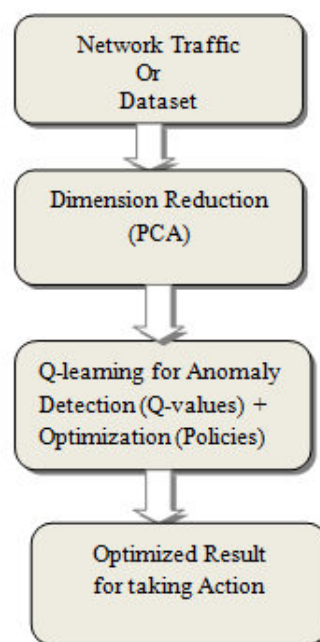 Network Traffic
Or
Dataset
Dimension Reduction
(PCA)
Q-learning for Anomaly
Detection (Q-values) +
Optimization (Policies)
Optimized Result
for taking Action